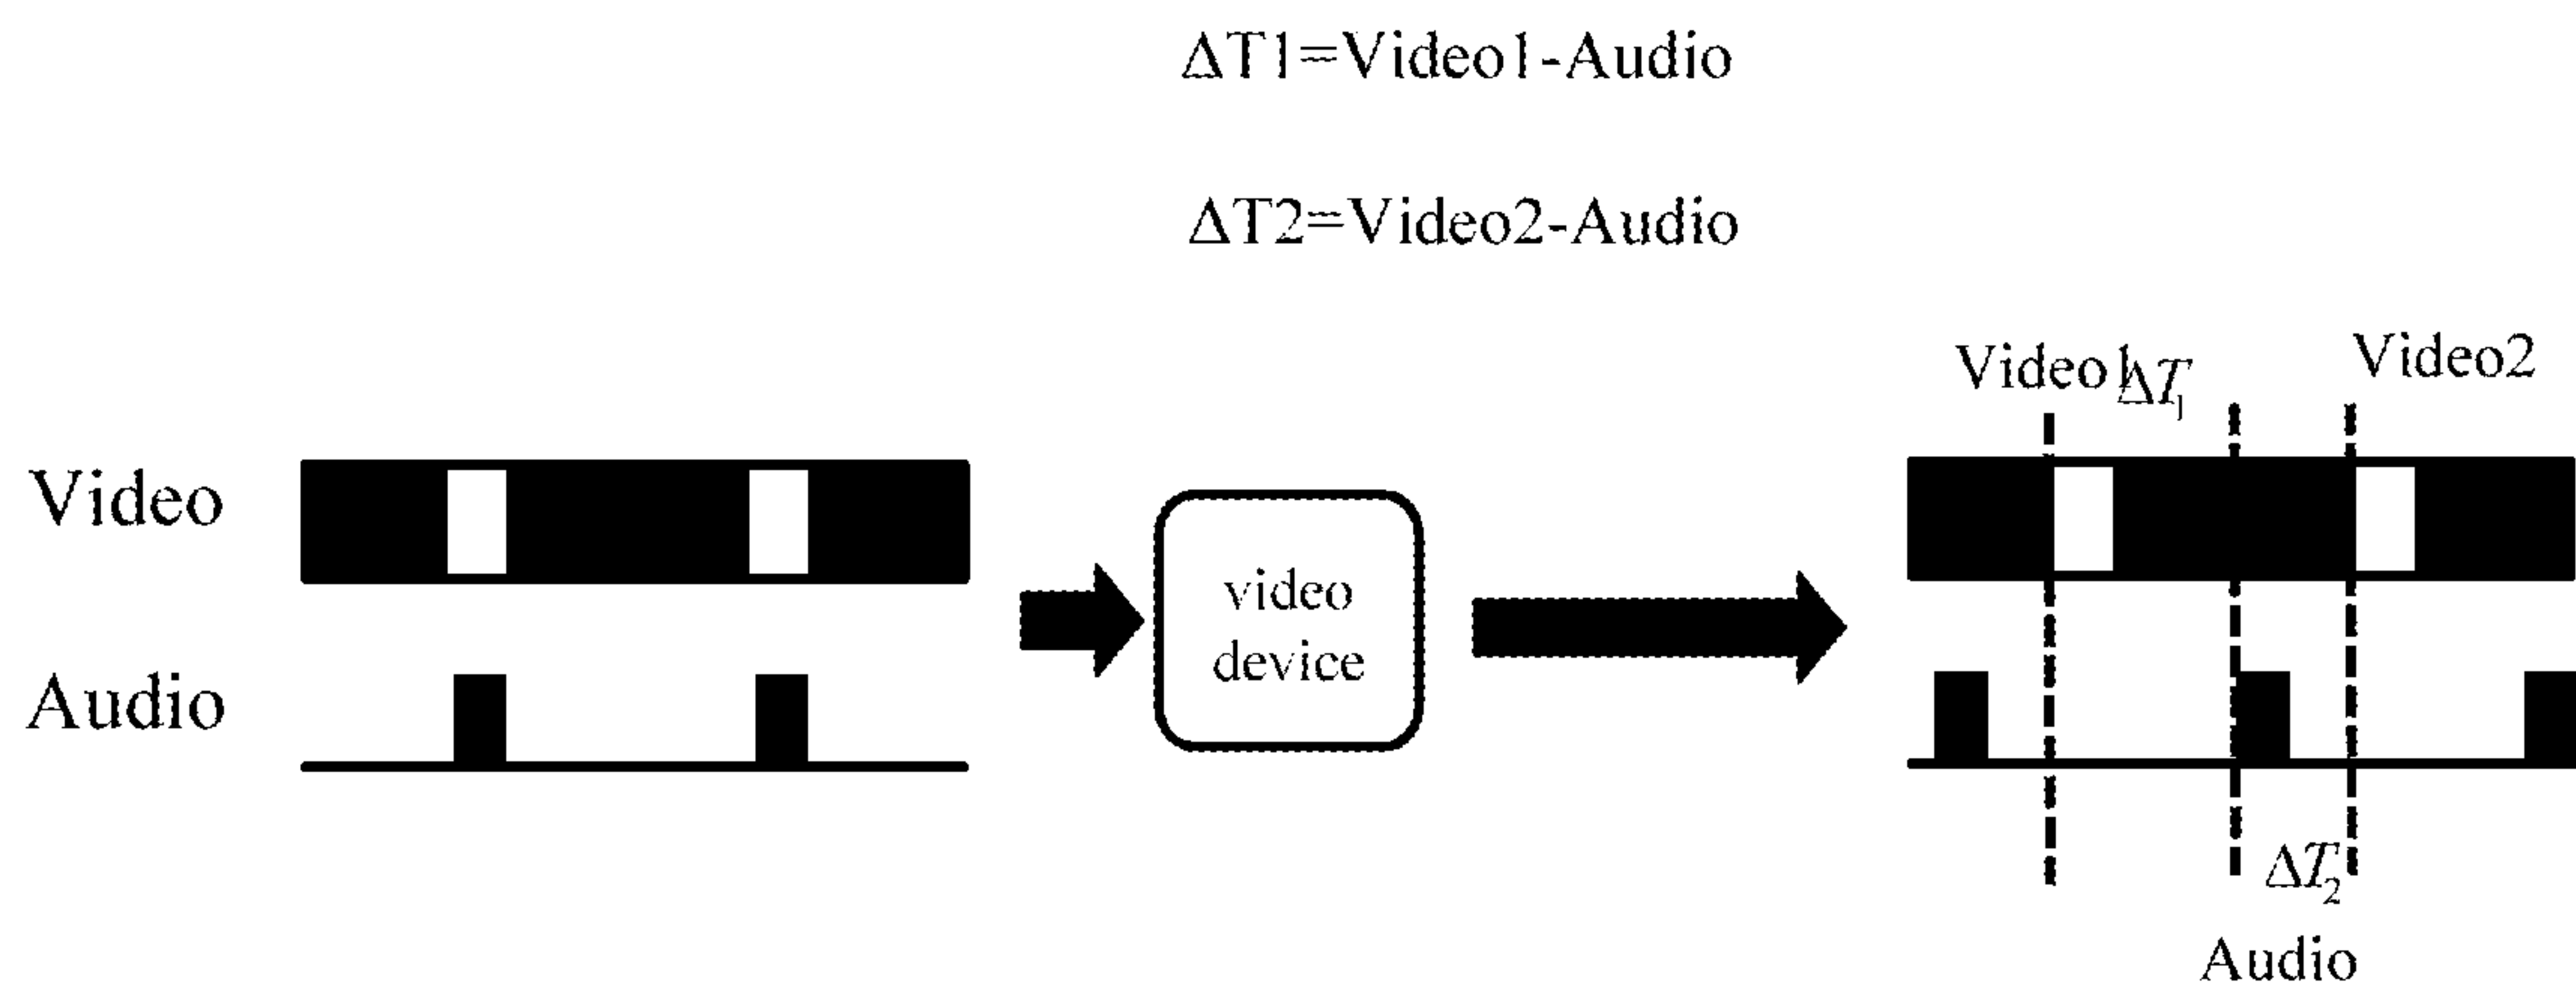 ΔT1=Video1-Audio
ΔT2=Video2-Audio
Video1
ΔT₁
Video2
Video
video
device
Audio
ΔT₂
Audio